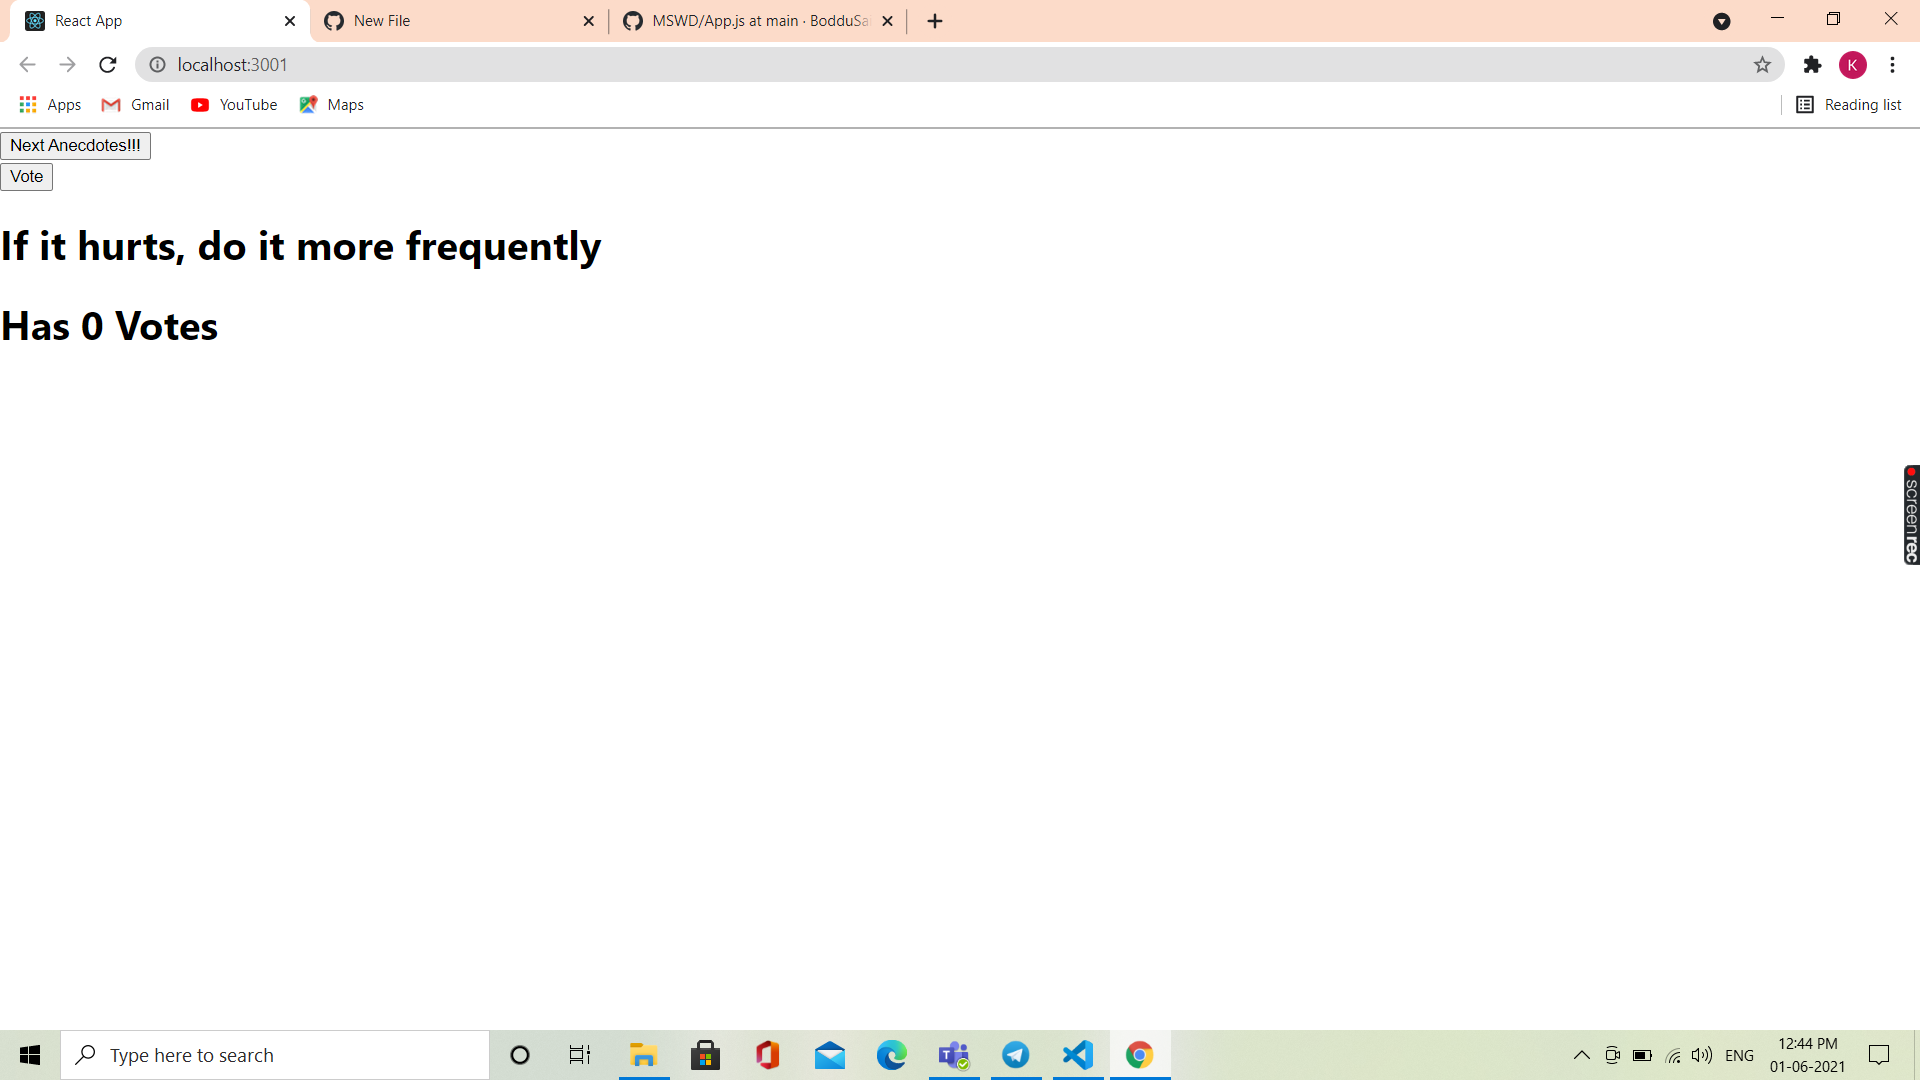 React App
New File
MSWD/App.js at main · BodduSai
localhost:3001
Apps
Gmail
YouTube
Maps
Reading list
K
Next Anecdotes!!!
Vote
If it hurts, do it more frequently
Has 0 Votes
screenrec
Type here to search
ENG
12:44 PM
01-06-2021